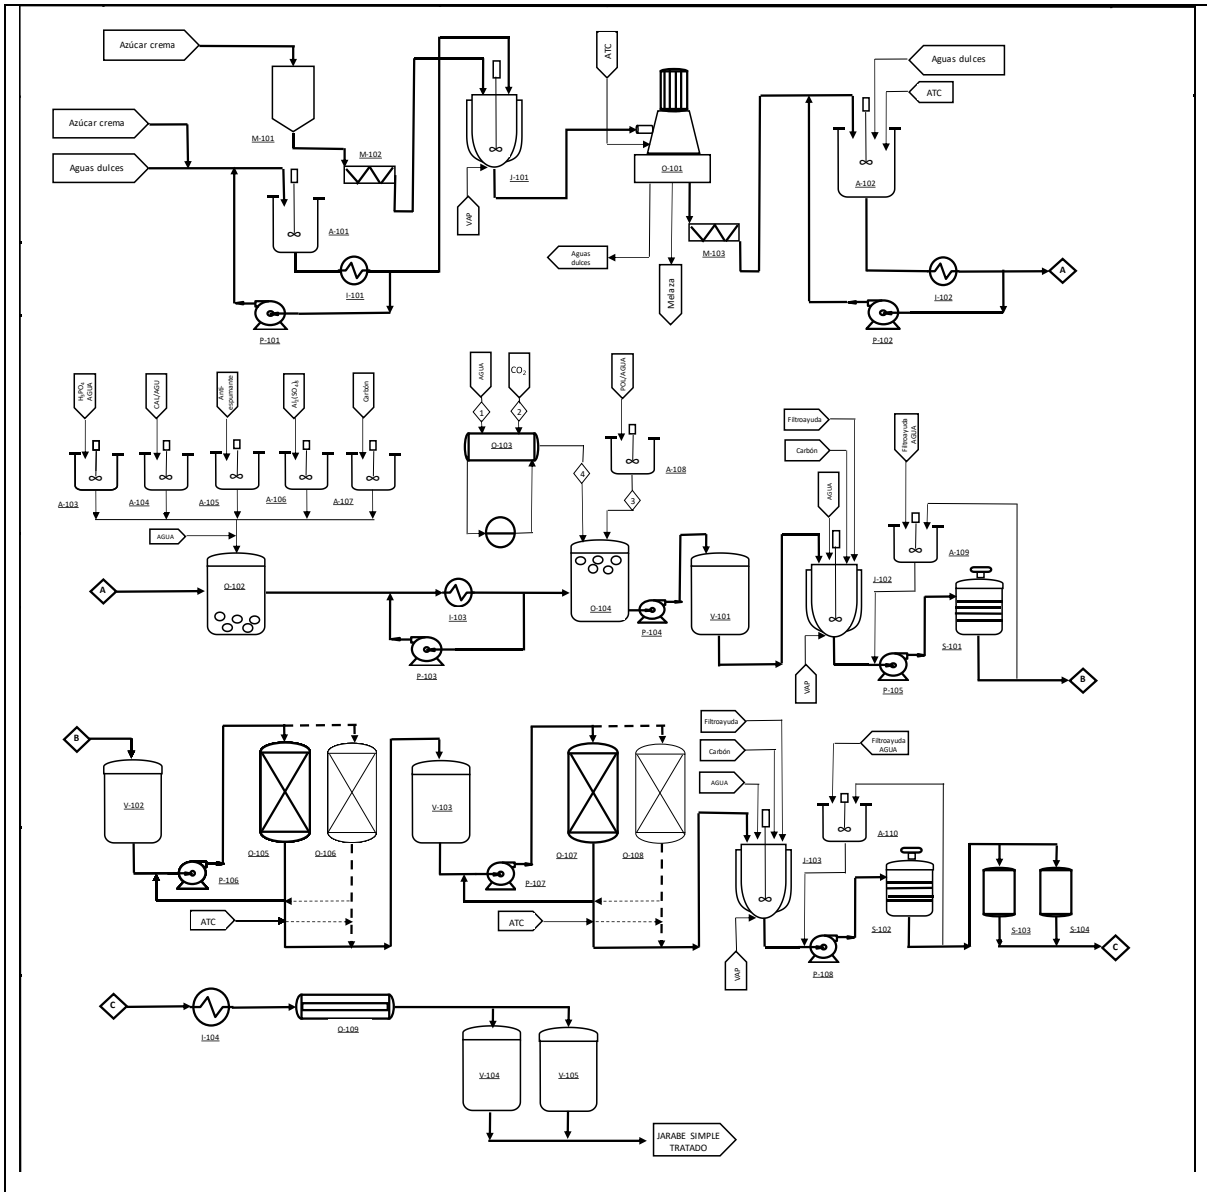 Azúcar crema
M-101
Azúcar crema
Aguas dulces
M-102
A-101
I-101
P-101
J-101
VAP
ATC
O-101
Aguas
dulces
Melaza
M-103
Aguas dulces
ATC
A-102
I-102
P-102
A
H₃PO₄
AGUA
CAL/AGU
Anti-
espumante
Carbón
A-103
A-104
A-105
A-106
A-107
AGUA
A
O-102
AGUA
CO₂
1
2
O-103
4
POL/AGUA
A-108
3
I-103
P-103
O-104
P-104
V-101
Filtroayuda
Carbón
AGUA
J-102
VAP
Filtroayuda
AGUA
A-109
P-105
S-101
B
B
V-102
P-106
O-105
O-106
ATC
V-103
P-107
O-107
O-108
ATC
Filtroayuda
Carbón
AGUA
J-103
VAP
Filtroayuda
AGUA
A-110
P-108
S-102
S-103
S-104
C
C
I-104
O-109
V-104
V-105
JARABE SIMPLE
TRATADO